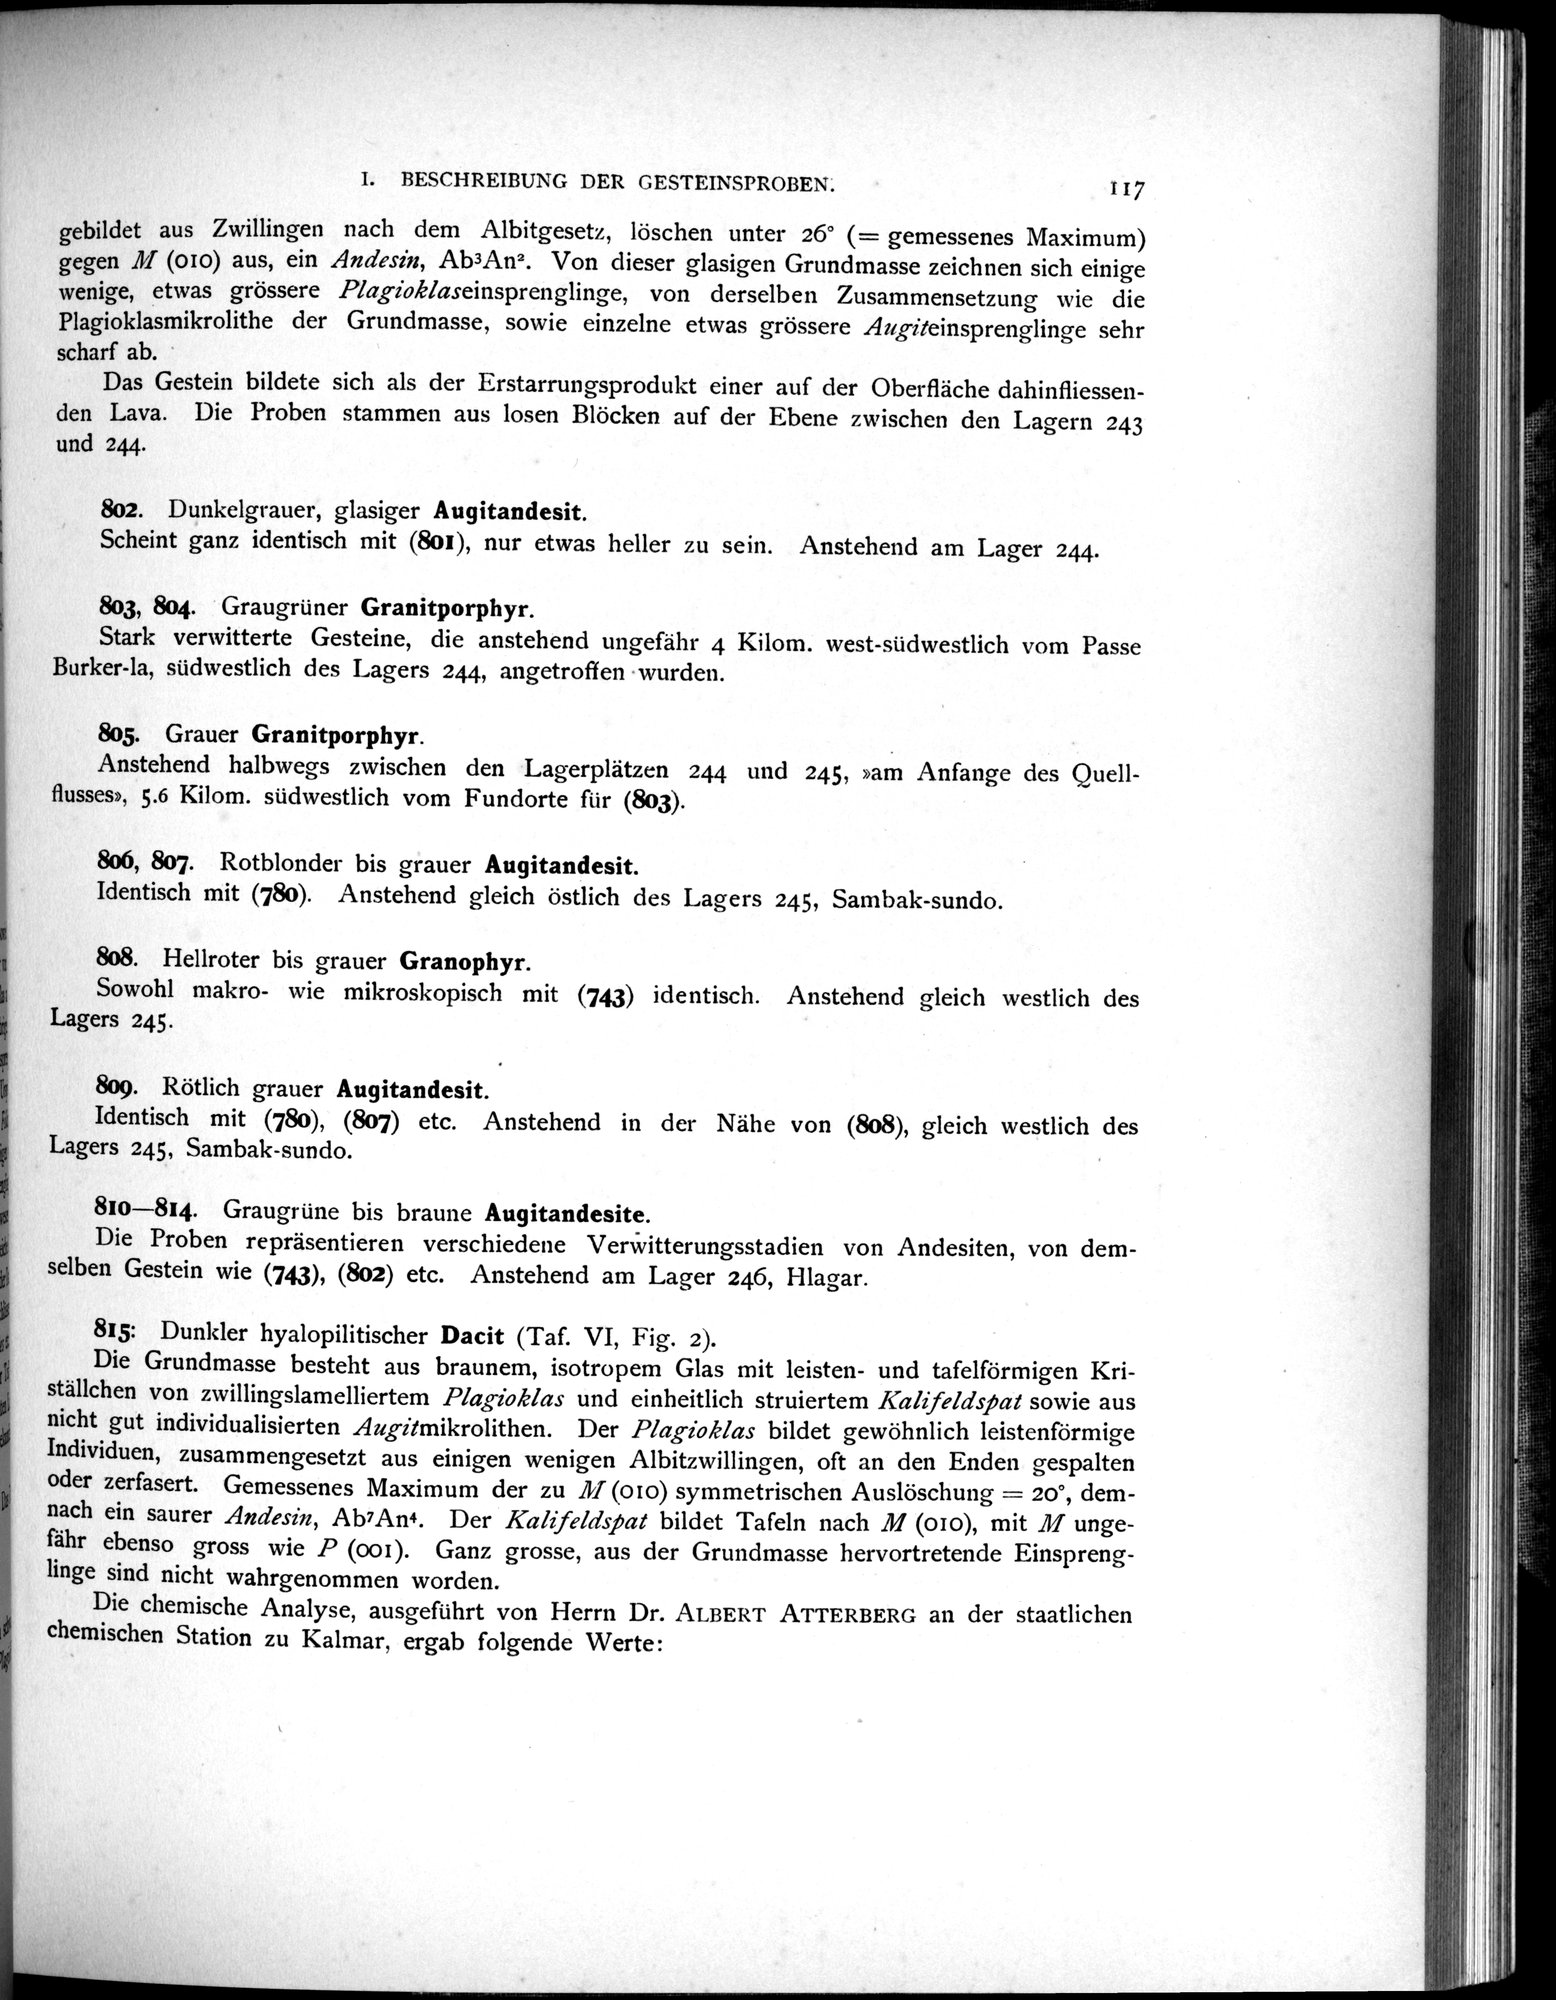 I. BESCHREIBUNG DER GESTEINSPROBEN. 117
gebildet aus Zwillingen nach dem Albitgesetz, löschen unter 26° (= gemessenes Maximum)
gegen M (010) aus, ein Andesin, Ab³An². Von dieser glasigen Grundmasse zeichnen sich einige
wenige, etwas grössere Plagioklaseinsprenglinge, von derselben Zusammensetzung wie die
Plagioklasmikrolithe der Grundmasse, sowie einzelne etwas grössere Augiteinsprenglinge sehr
scharf ab.
Das Gestein bildete sich als der Erstarrungsprodukt einer auf der Oberfläche dahinfliessen-
den Lava. Die Proben stammen aus losen Blöcken auf der Ebene zwischen den Lagern 243
und 244.
802. Dunkelgrauer, glasiger Augitandesit.
Scheint ganz identisch mit (801), nur etwas heller zu sein. Anstehend am Lager 244.
803, 804. Graugrüner Granitporphyr.
Stark verwitterte Gesteine, die anstehend ungefähr 4 Kilom. west-südwestlich vom Passe
Burker-la, südwestlich des Lagers 244, angetroffen wurden.
805. Grauer Granitporphyr.
Anstehend halbwegs zwischen den Lagerplätzen 244 und 245, »am Anfange des Quell-
flusses», 5.6 Kilom. südwestlich vom Fundorte für (803).
806, 807. Rotblonder bis grauer Augitandesit.
Identisch mit (780). Anstehend gleich östlich des Lagers 245, Sambak-sundo.
808. Hellroter bis grauer Granophyr.
Sowohl makro- wie mikroskopisch mit (743) identisch. Anstehend gleich westlich des
Lagers 245.
809. Rötlich grauer Augitandesit.
Identisch mit (780), (807) etc. Anstehend in der Nähe von (808), gleich westlich des
Lagers 245, Sambak-sundo.
810—814. Graugrüne bis braune Augitandesite.
Die Proben repräsentieren verschiedene Verwitterungsstadien von Andesiten, von dem-
selben Gestein wie (743), (802) etc. Anstehend am Lager 246, Hlagar.
815: Dunkler hyalopilitischer Dacit (Taf. VI, Fig. 2).
Die Grundmasse besteht aus braunem, isotropem Glas mit leisten- und tafelförmigen Kri-
ställchen von zwillingslamelliertem Plagioklas und einheitlich struiertem Kalifeldspat sowie aus
nicht gut individualisierten Augitmikrolithen. Der Plagioklas bildet gewöhnlich leistenförmige
Individuen, zusammengesetzt aus einigen wenigen Albitzwillingen, oft an den Enden gespalten
oder zerfasert. Gemessenes Maximum der zu M (010) symmetrischen Auslöschung = 20°, dem-
nach ein saurer Andesin, Ab⁷An⁴. Der Kalifeldspat bildet Tafeln nach M (010), mit M unge-
fähr ebenso gross wie P (001). Ganz grosse, aus der Grundmasse hervortretende Einspreng-
linge sind nicht wahrgenommen worden.
Die chemische Analyse, ausgeführt von Herrn Dr. ALBERT ATTERBERG an der staatlichen
chemischen Station zu Kalmar, ergab folgende Werte: